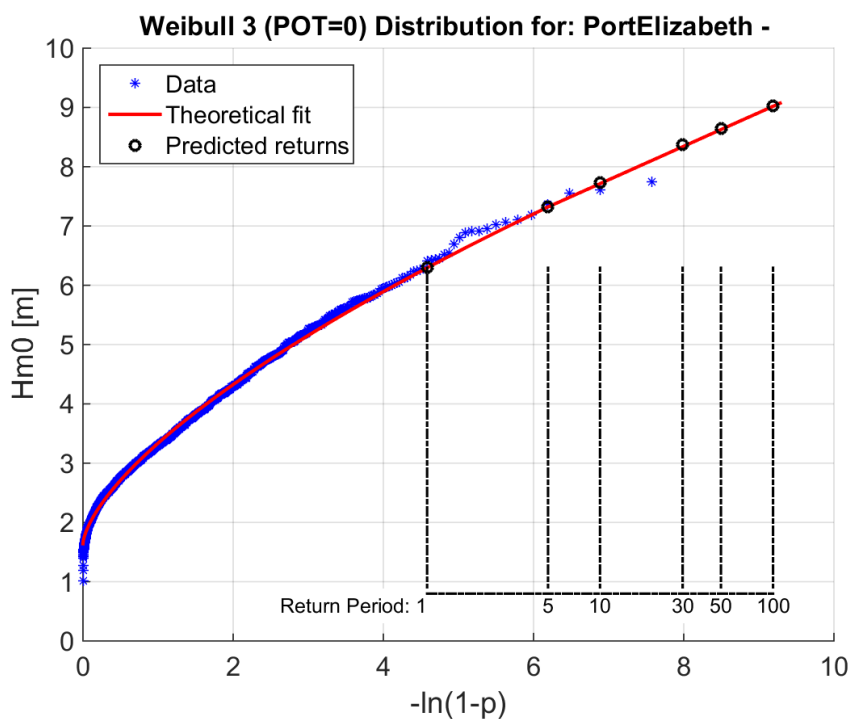 Weibull 3 (POT=0) Distribution for: PortElizabeth -
10
9
8
7
6
5
4
3
2
1
0
Hm0 [m]
Data
Theoretical fit
Predicted returns
Return Period: 1 5 10 30 50 100
0 2 4 6 8 10
-ln(1-p)